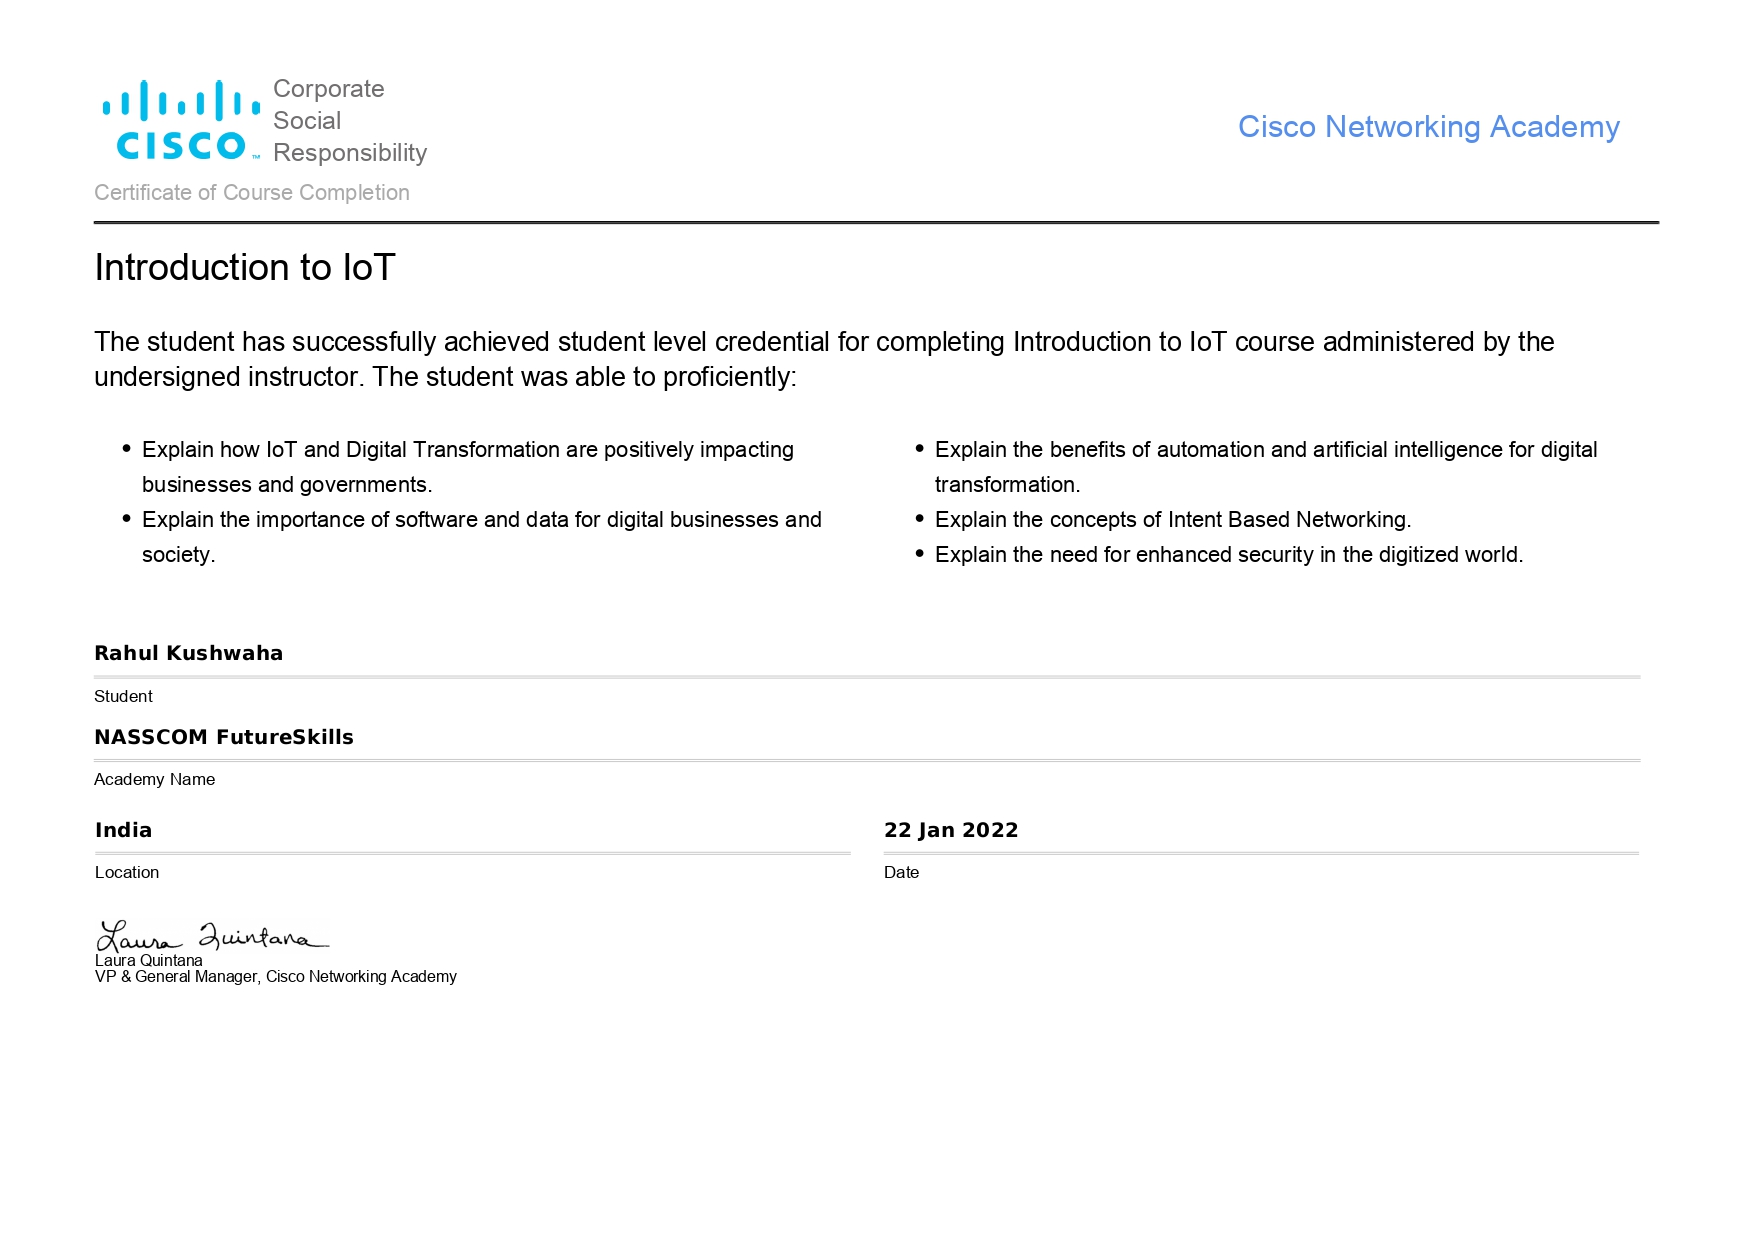 CISCO™
Corporate
Social
Responsibility
Cisco Networking Academy
Certificate of Course Completion
Introduction to IoT
The student has successfully achieved student level credential for completing Introduction to IoT course administered by the
undersigned instructor. The student was able to proficiently:
• Explain how IoT and Digital Transformation are positively impacting
businesses and governments.
• Explain the importance of software and data for digital businesses and
society.
• Explain the benefits of automation and artificial intelligence for digital
transformation.
• Explain the concepts of Intent Based Networking.
• Explain the need for enhanced security in the digitized world.
Rahul Kushwaha
Student
NASSCOM FutureSkills
Academy Name
India
Location
22 Jan 2022
Date
Laura Quintana
Laura Quintana
VP & General Manager, Cisco Networking Academy